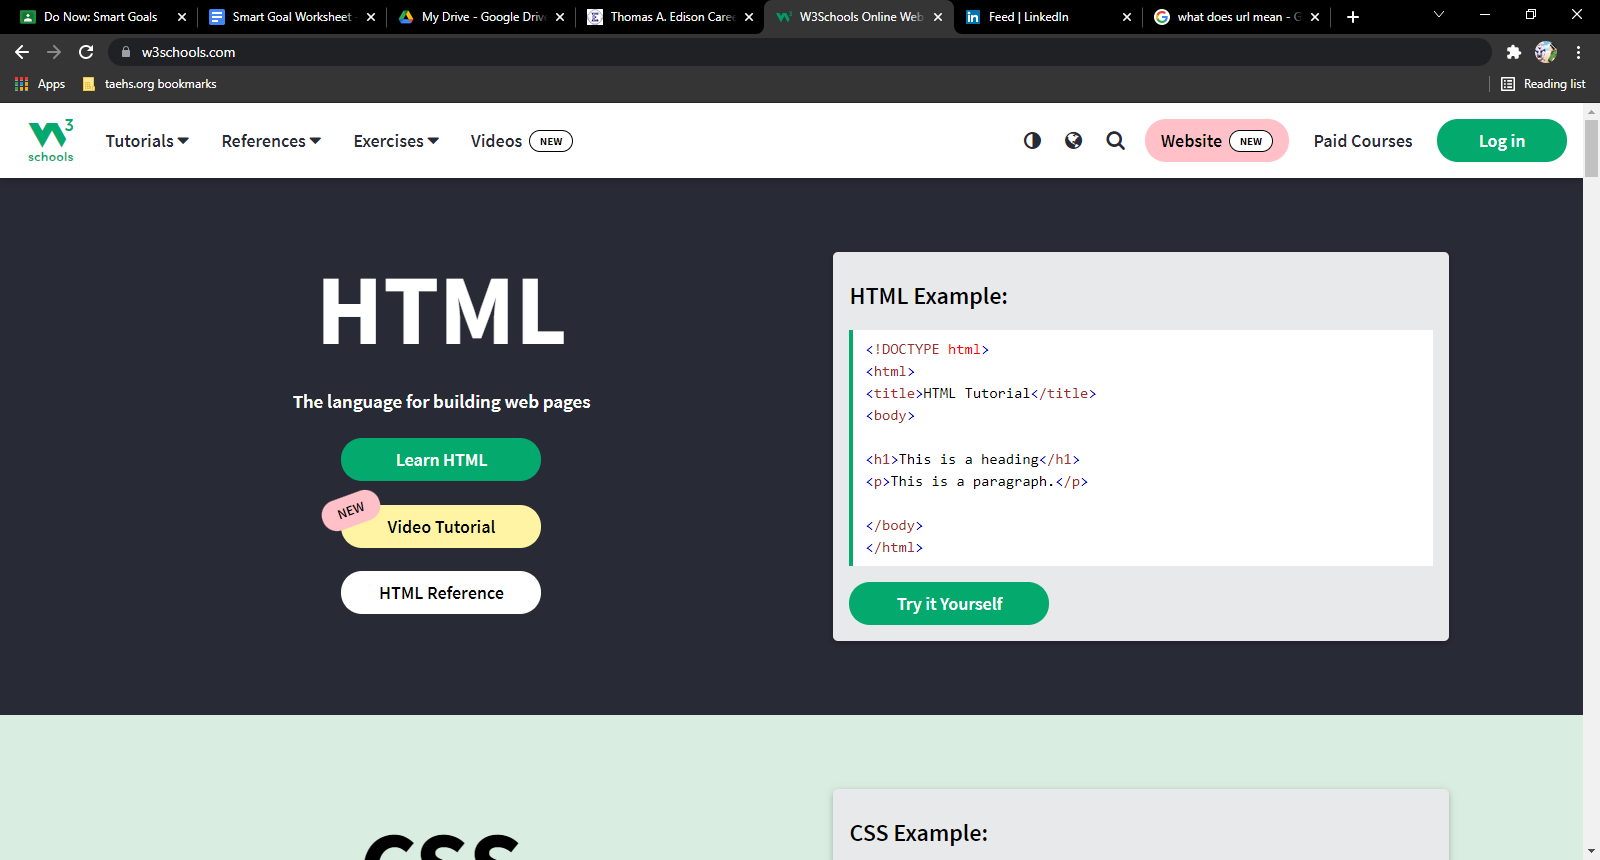 Do Now: Smart Goals
Smart Goal Worksheet
My Drive - Google Drive
Thomas A. Edison Care
W3Schools Online Web
Feed | LinkedIn
what does url mean - G
w3schools.com
Apps
taehs.org bookmarks
Reading list
3
schools
Tutorials
References
Exercises
Videos NEW
Website NEW
Paid Courses
Log in
HTML
The language for building web pages
Learn HTML
NEW
Video Tutorial
HTML Reference
HTML Example:
<!DOCTYPE html>
<html>
<title>HTML Tutorial</title>
<body>
<h1>This is a heading</h1>
<p>This is a paragraph.</p>
</body>
</html>
Try it Yourself
CSS
CSS Example: